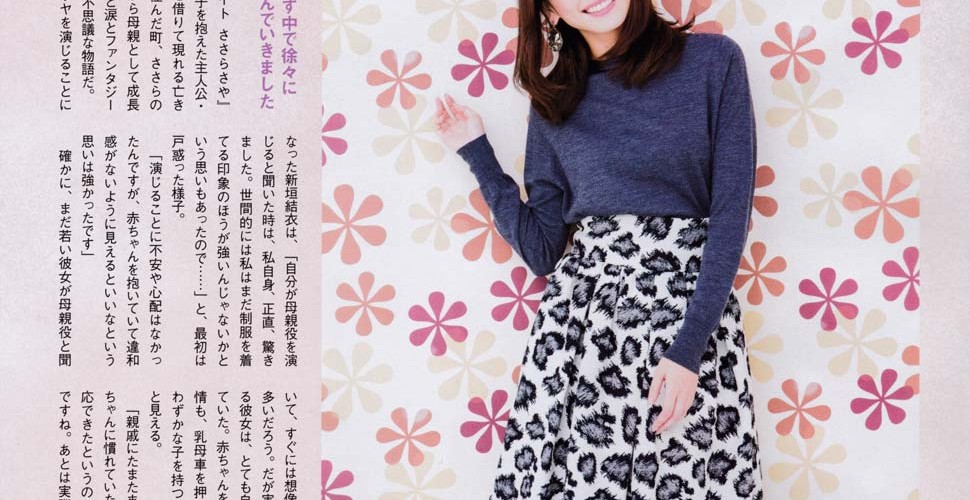 ず中で徐々に
んでいきました
ート ささらさや』
子を抱えた主人公・
借りて現れる亡き
住んだ町、ささらの
ら母親として成長
と涙とファンタジー
不思議な物語だ。
ヤを演じることに
なった新垣結衣は、「自分が母親役を演
じると聞いた時は、私自身、正直、驚き
ました。世間的には私はまだ制服を着
てる印象のほうが強いんじゃないかと
いう思いもあったので……」と、最初は
戸惑った様子。
「演じることに不安や心配はなかっ
たんですが、赤ちゃんを抱いていて違和
感がないように見えるといいなという
思いは強かったです」
確かに、まだ若い彼女が母親役と聞
いて、すぐには想像
多いだろう。だが実
る彼女は、とても自
ていた。赤ちゃんを
情も、乳母車を押
わずかな子を持つ
と見える。
「親戚にたまたま
ちゃんに慣れていた
応できたというの
ですね。あとは実